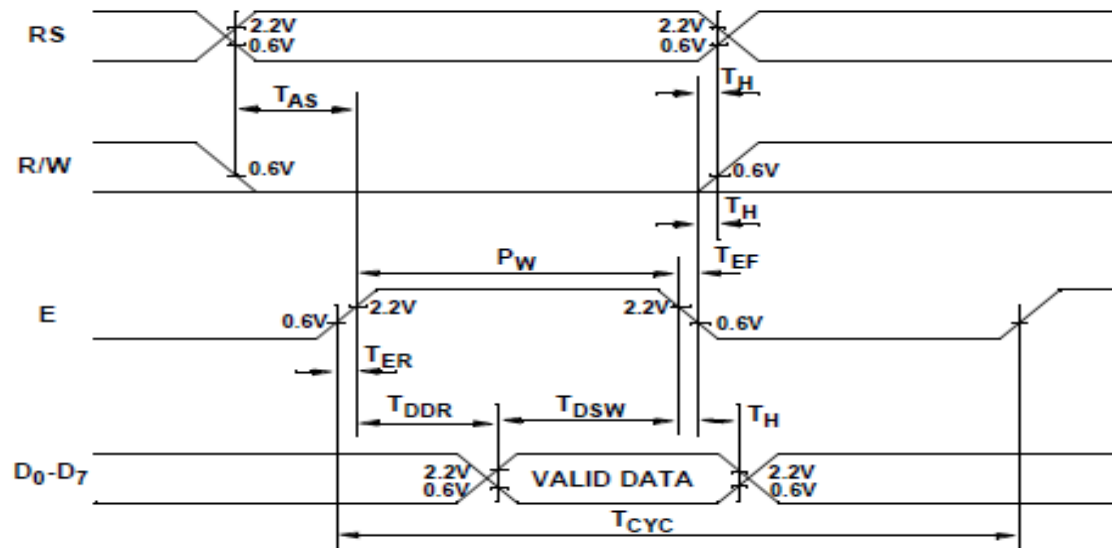 RS 2.2V 2.2V
0.6V 0.6V
TH
TAS
R/W 0.6V 0.6V
TH
PW TEF
E 2.2V 2.2V
0.6V 0.6V
TER
TDDR TDSW TH
D0-D7 2.2V VALID DATA 2.2V
0.6V 0.6V
TCYC